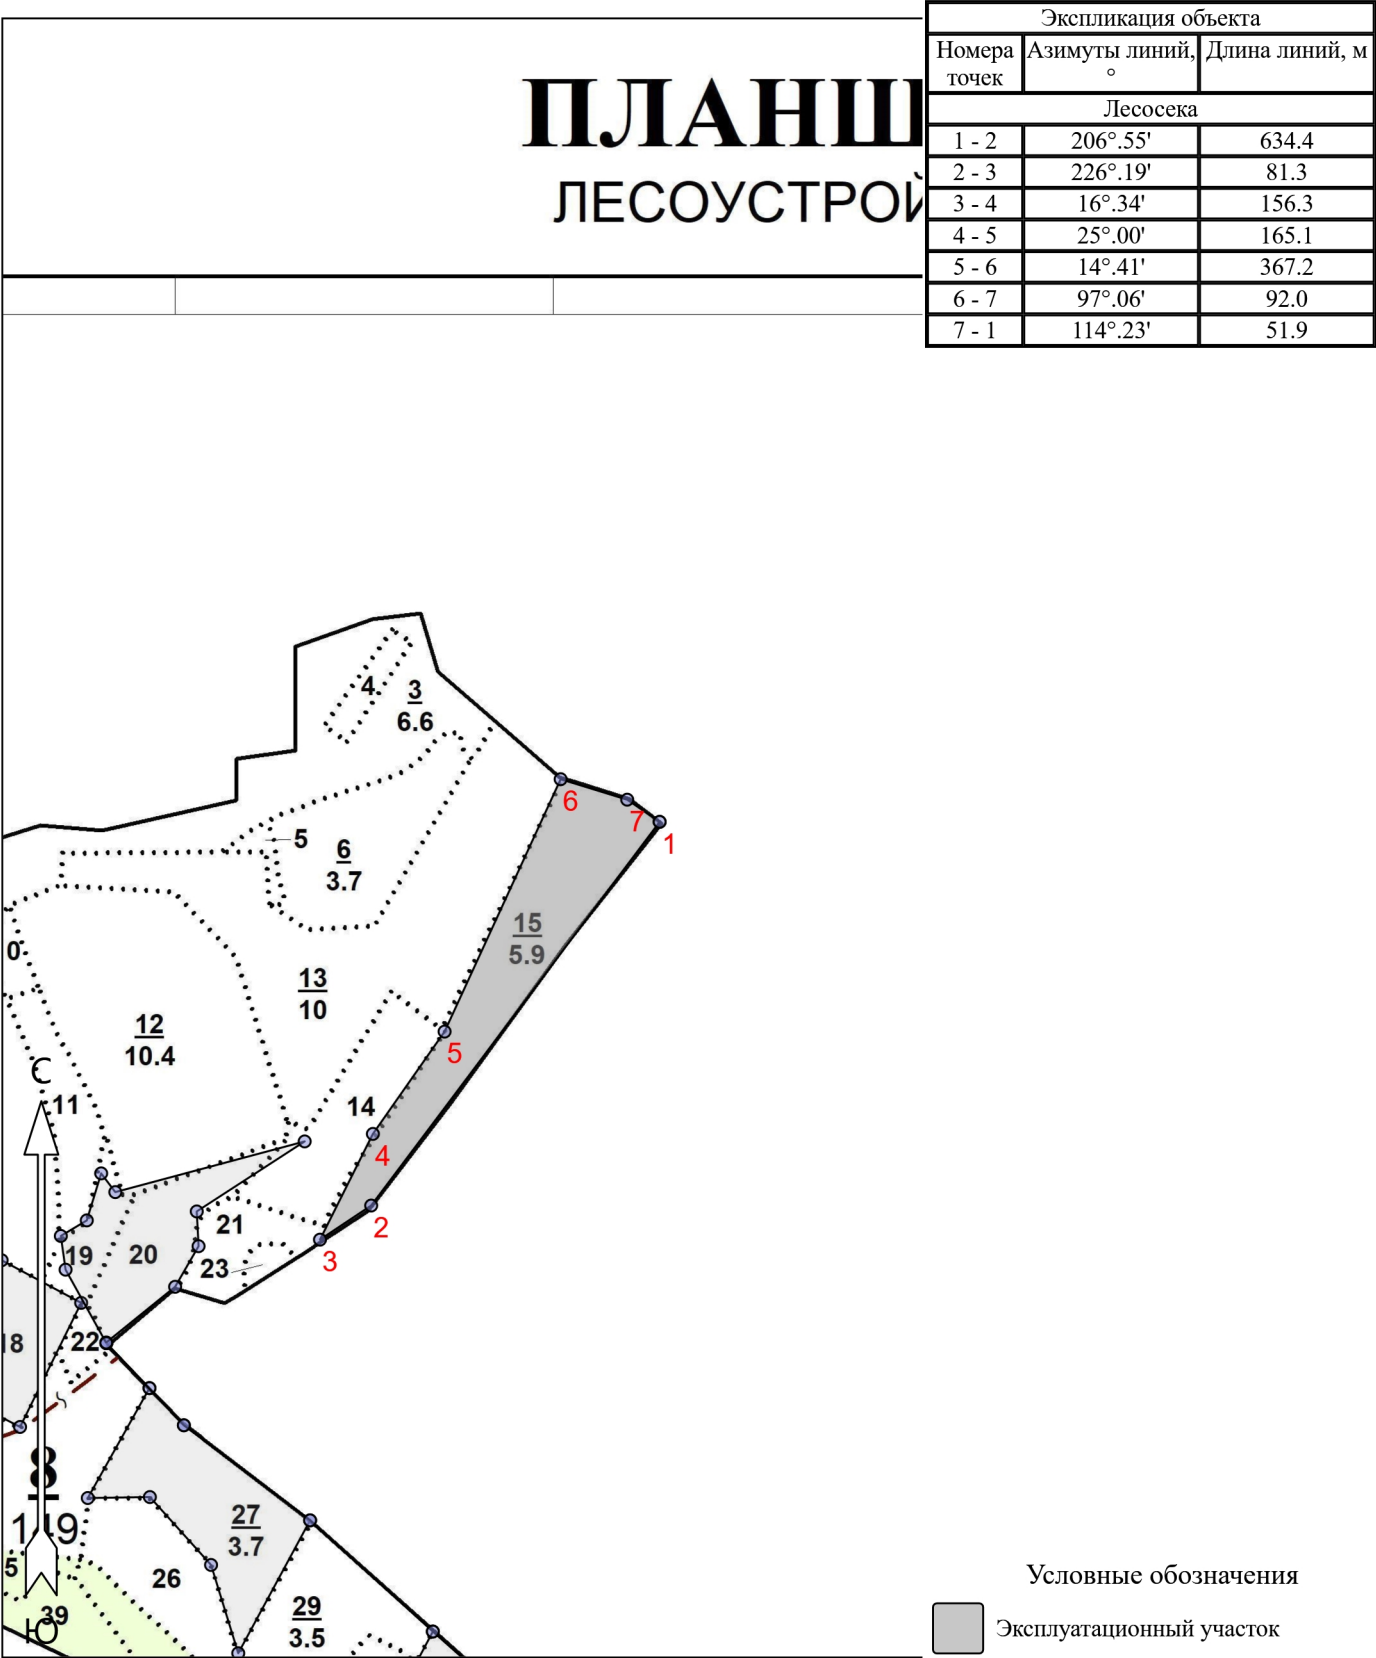 Экспликация объекта
Номера точек Азимуты линий, ° Длина линий, м
Лесосека
1 - 2 206°.55' 634.4
2 - 3 226°.19' 81.3
3 - 4 16°.34' 156.3
4 - 5 25°.00' 165.1
5 - 6 14°.41' 367.2
6 - 7 97°.06' 92.0
7 - 1 114°.23' 51.9
ПЛАНШ
ЛЕСОУСТРОЙ
4
3
6.6
6
7
1
5
6
3.7
15
5.9
0
13
10
12
10.4
5
С
11
14
4
2
21
3
19
20
23
22
18
8
149
27
3.7
5
26
39
29
3.5
Ю
Условные обозначения
Эксплуатационный участок